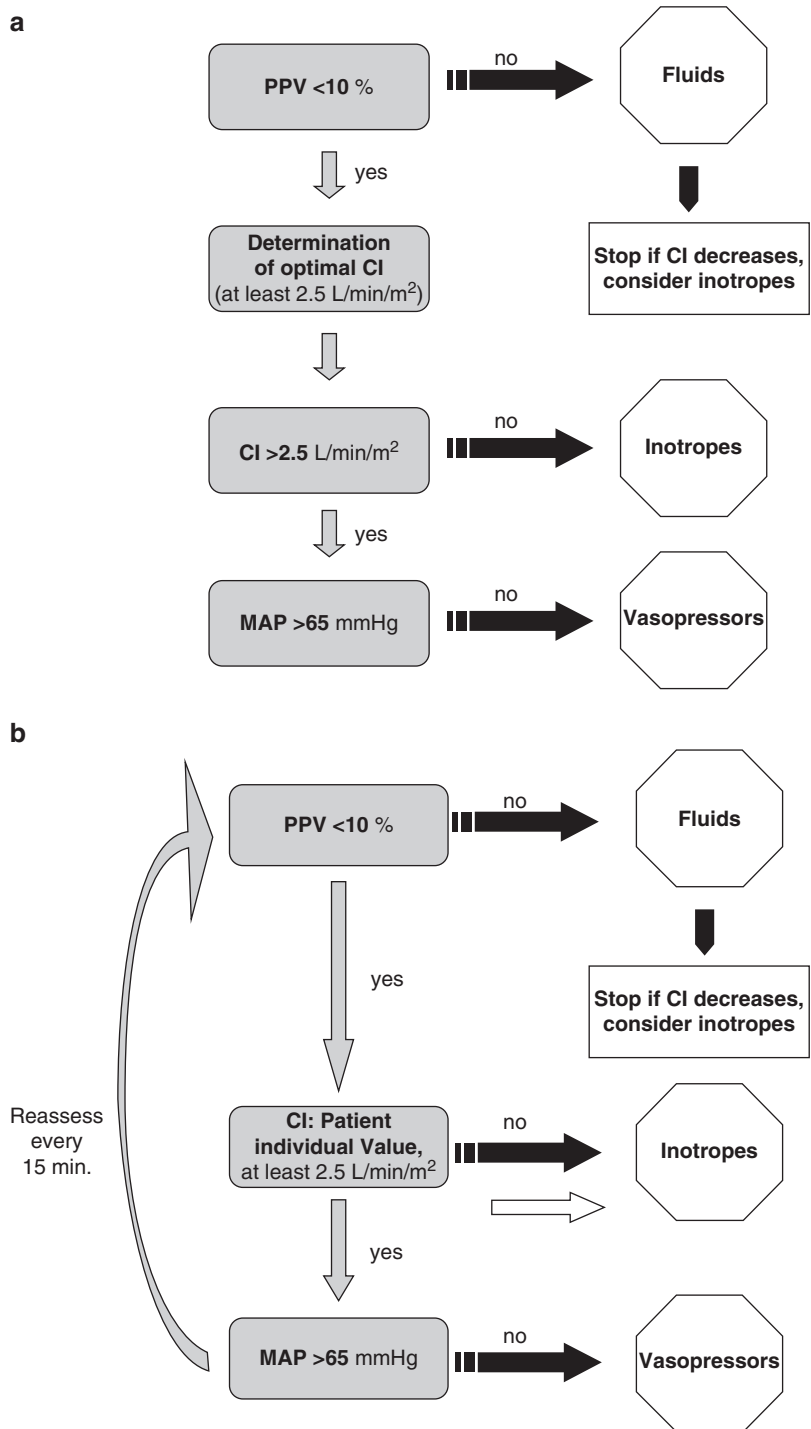 a
PPV <10 %
no
Fluids
yes
Determination
of optimal CI
(at least 2.5 L/min/m²)
Stop if CI decreases,
consider inotropes
CI >2.5 L/min/m²
no
Inotropes
yes
MAP >65 mmHg
no
Vasopressors
b
PPV <10 %
no
Fluids
yes
Stop if CI decreases,
consider inotropes
Reassess
every
15 min.
CI: Patient
individual Value,
at least 2.5 L/min/m²
no
Inotropes
yes
MAP >65 mmHg
no
Vasopressors